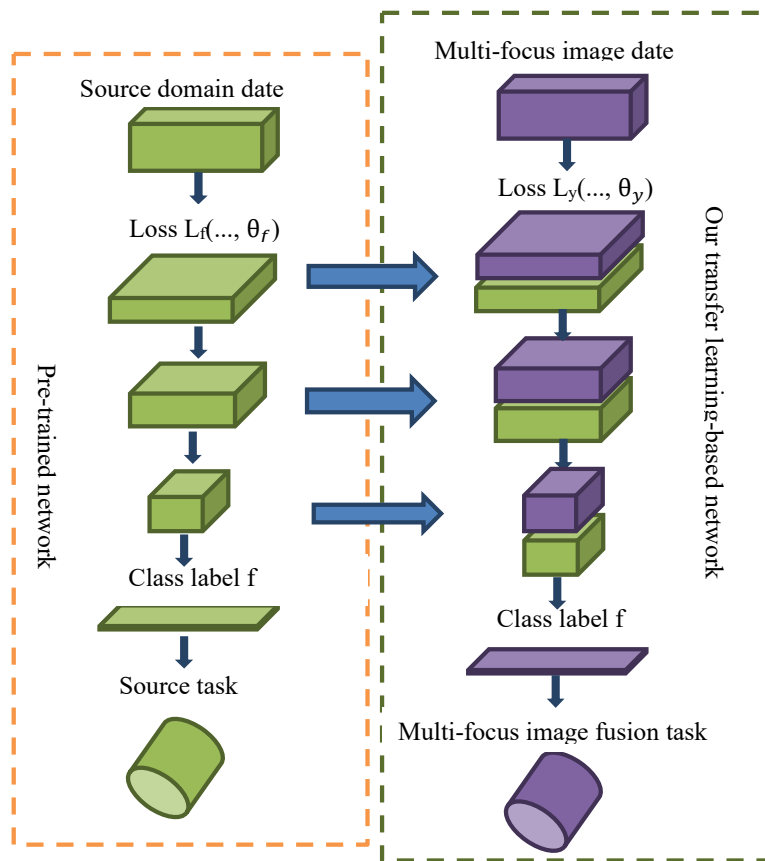 Source domain date
Loss Lf(..., θf)
Pre-trained network
Class label f
Source task
Multi-focus image date
Loss Ly(..., θy)
Our transfer learning-based network
Class label f
Multi-focus image fusion task